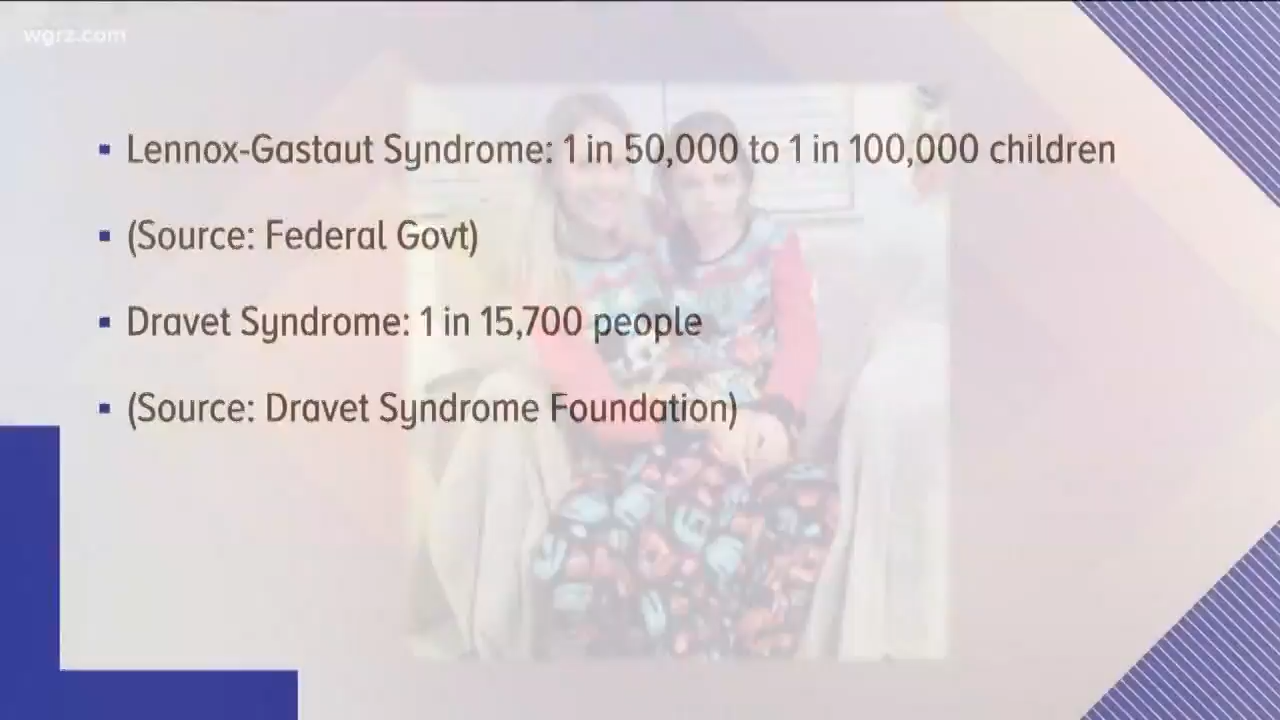 wgrz.com
▪ Lennox-Gastaut Syndrome: 1 in 50,000 to 1 in 100,000 children
▪ (Source: Federal Govt)
▪ Dravet Syndrome: 1 in 15,700 people
▪ (Source: Dravet Syndrome Foundation)